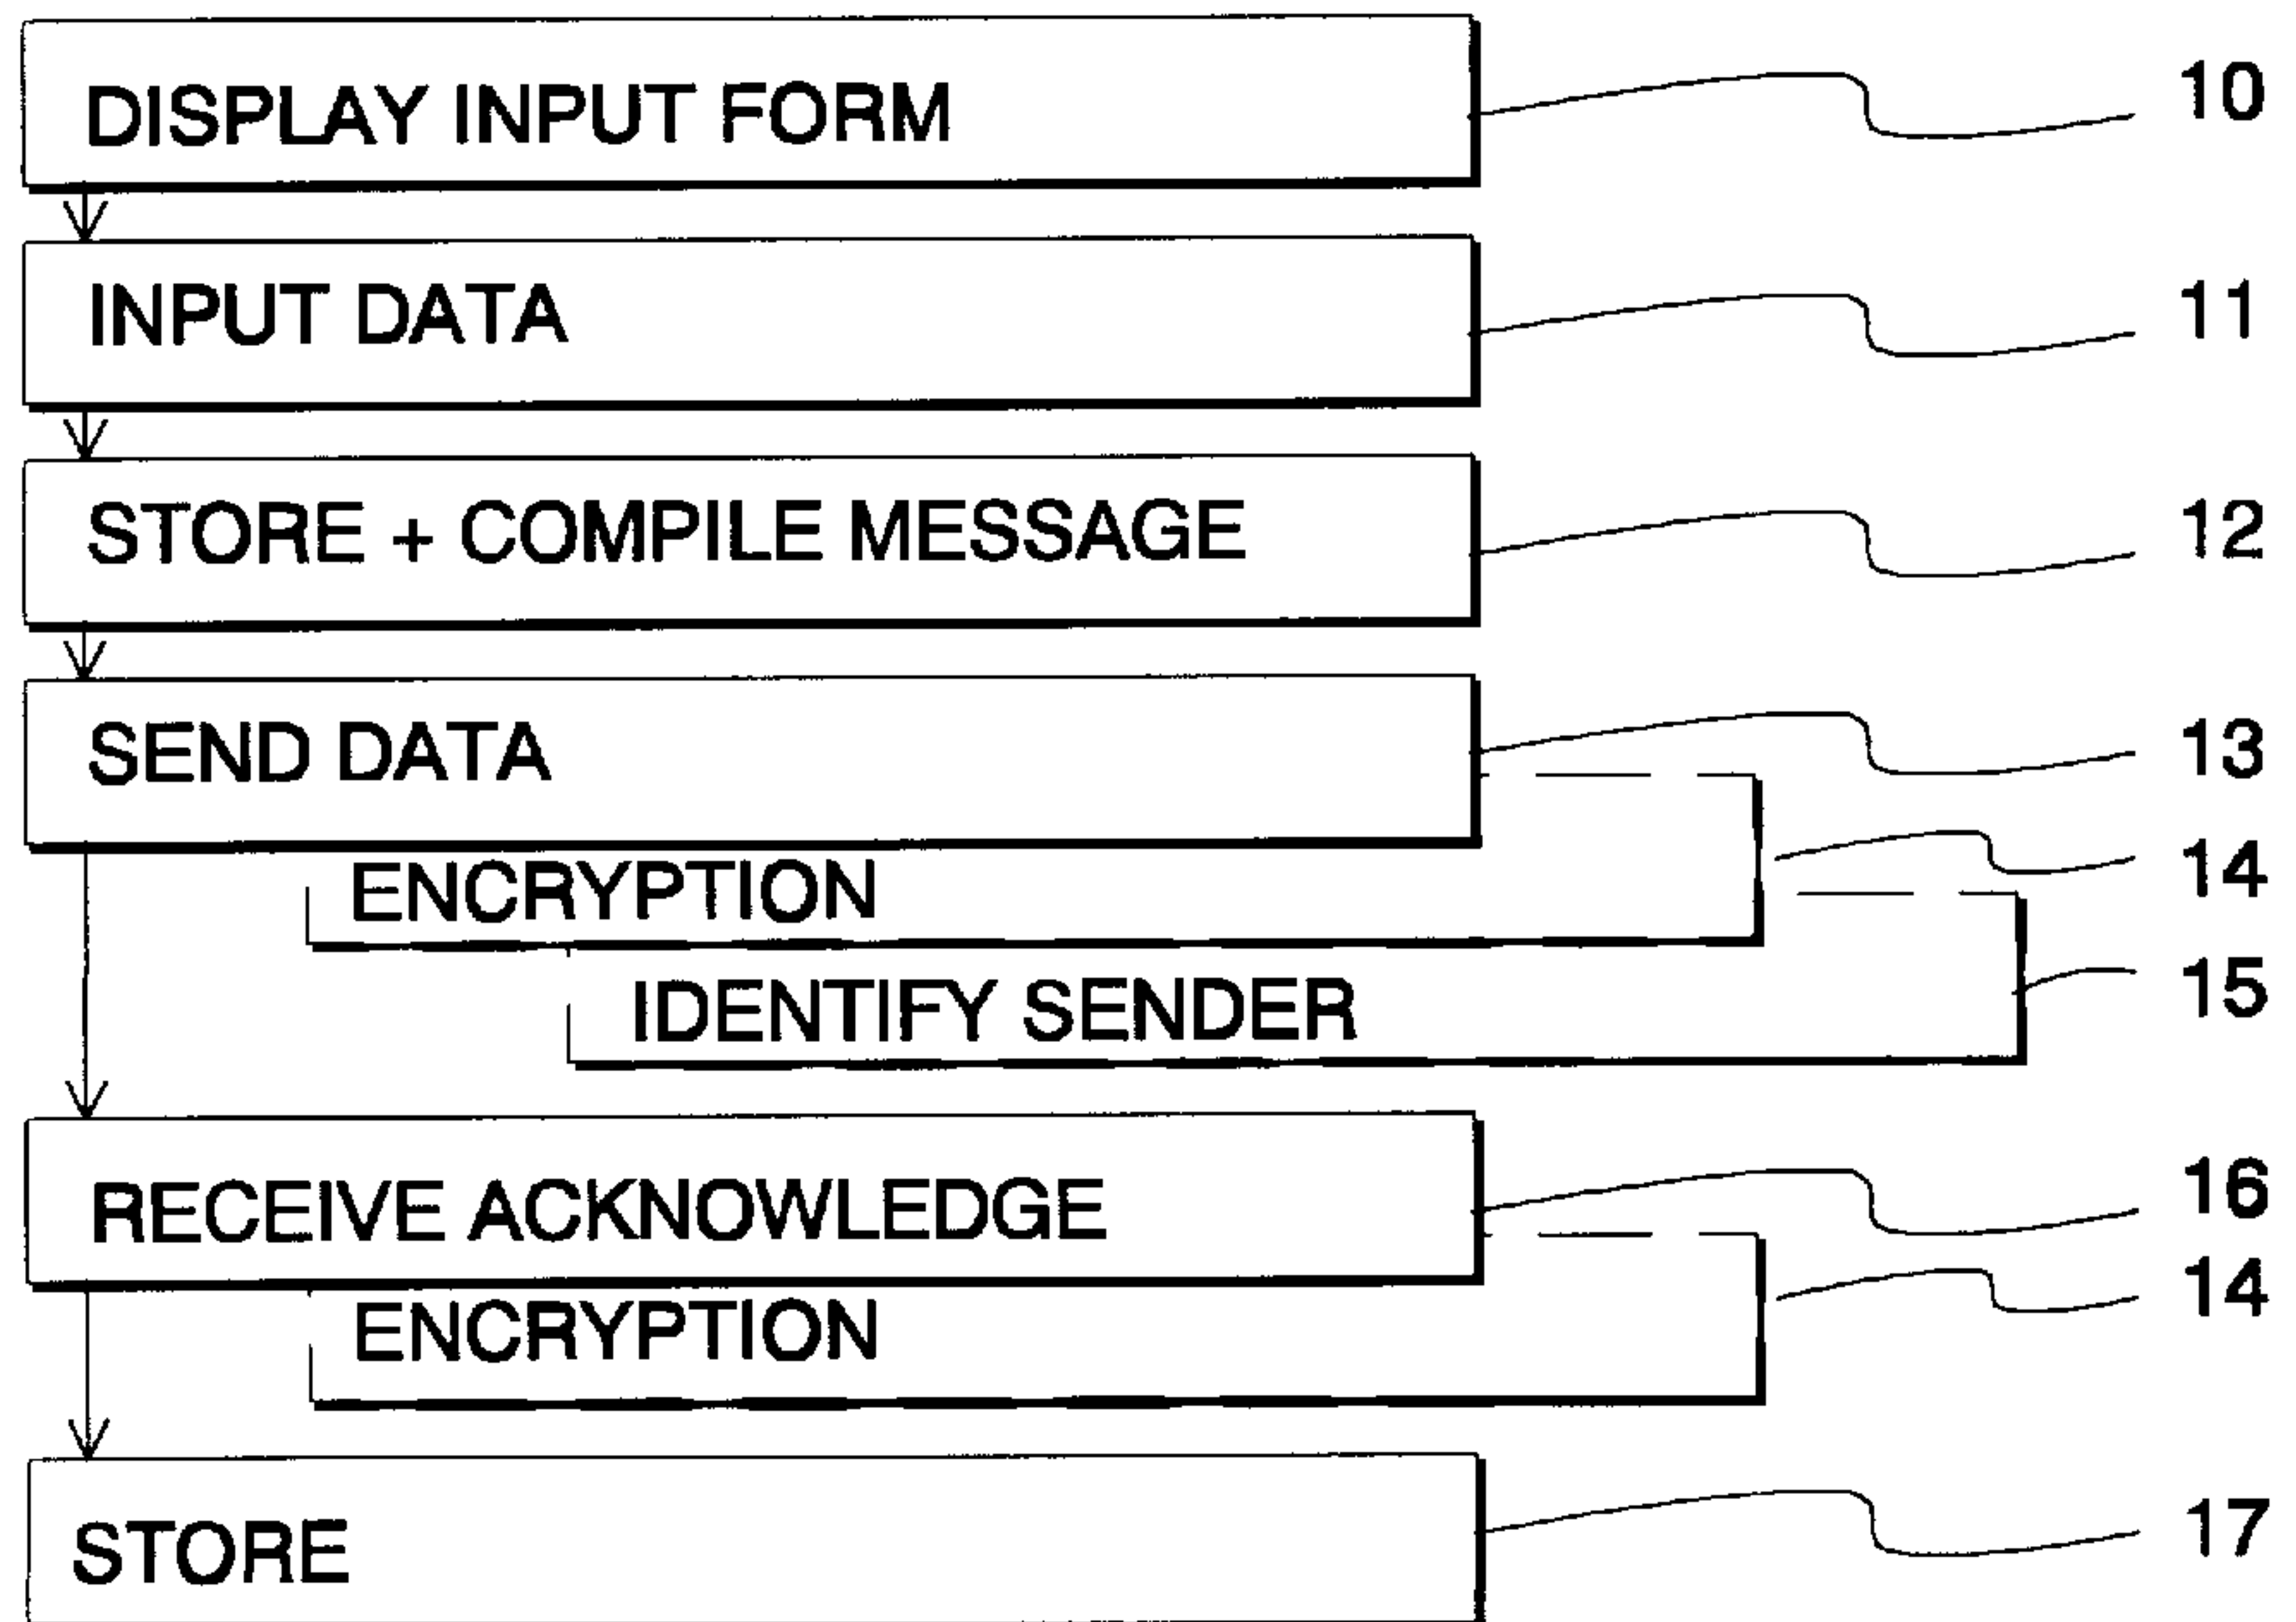 DISPLAY INPUT FORM 10
INPUT DATA 11
STORE + COMPILE MESSAGE 12
SEND DATA 13
ENCRYPTION 14
IDENTIFY SENDER 15
RECEIVE ACKNOWLEDGE 16
ENCRYPTION 14
STORE 17